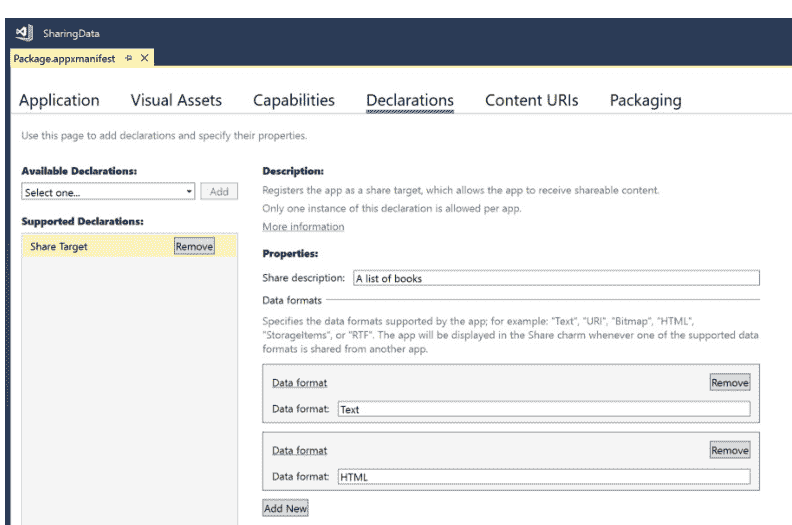 SharingData
Package.appxmanifest
Application Visual Assets Capabilities Declarations Content URIs Packaging
Use this page to add declarations and specify their properties.
Available Declarations:
Select one... Add
Supported Declarations:
Share Target Remove
Description:
Registers the app as a share target, which allows the app to receive shareable content.
Only one instance of this declaration is allowed per app.
More information
Properties:
Share description: A list of books
Data formats
Specifies the data formats supported by the app; for example: "Text", "URI", "Bitmap", "HTML",
"StorageItems", or "RTF". The app will be displayed in the Share charm whenever one of the supported data
formats is shared from another app.
Data format Remove
Data format: Text
Data format Remove
Data format: HTML
Add New